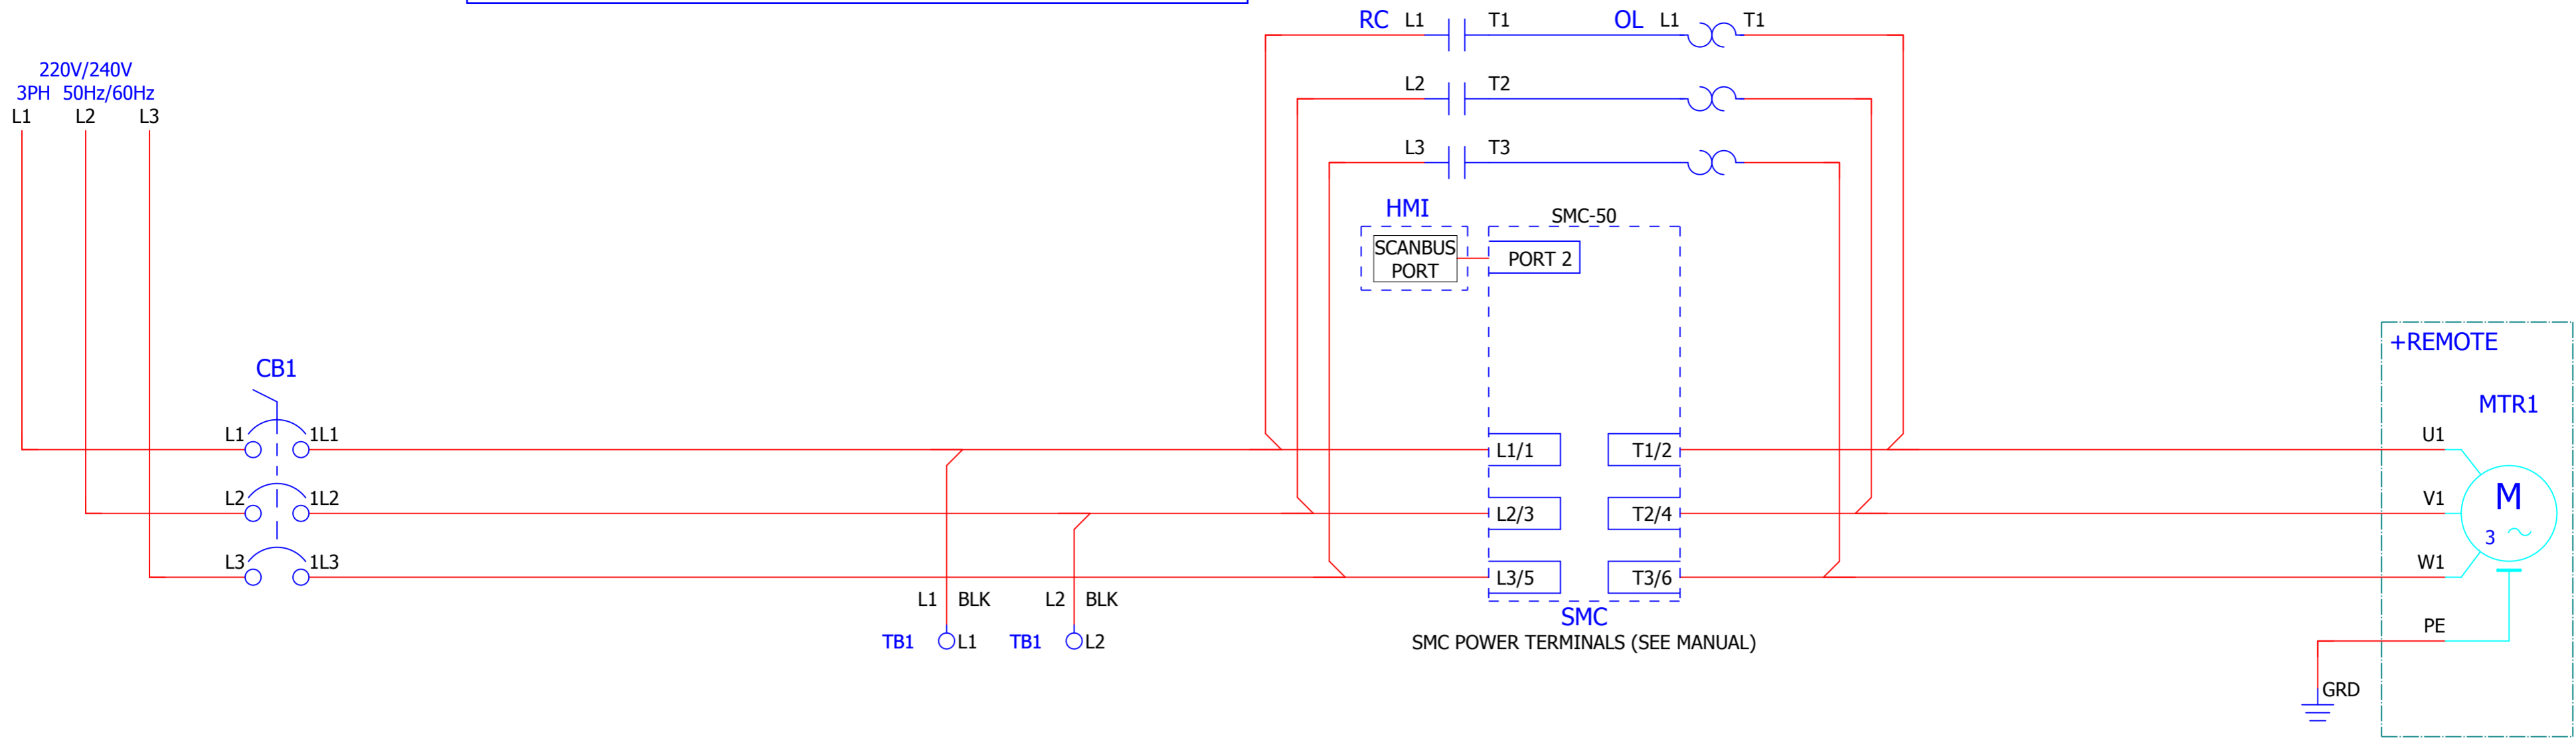 RC L1 T1 OL L1 T1
220V/240V
3PH 50Hz/60Hz
L1 L2 L3
L2 T2
L3 T3
HMI
SMC-50
SCANBUS
PORT
PORT 2
+REMOTE
CB1
MTR1
L1 1L1
L1/1 T1/2
U1
L2 1L2
L2/3 T2/4
V1
M
3
L3 1L3
L3/5 T3/6
W1
L1 BLK L2 BLK
SMC
PE
TB1 L1 TB1 L2
SMC POWER TERMINALS (SEE MANUAL)
GRD